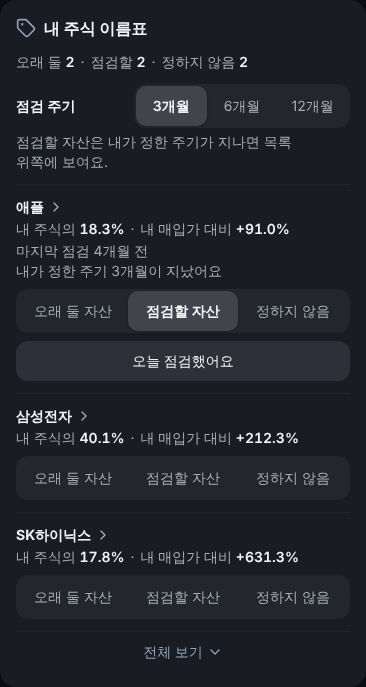 내 주식 이름표
오래 둘 2 · 점검할 2 · 정하지 않음 2
점검 주기 3개월 6개월 12개월
점검할 자산은 내가 정한 주기가 지나면 목록
위쪽에 보여요.
애플
내 주식의 18.3% · 내 매입가 대비 +91.0%
마지막 점검 4개월 전
내가 정한 주기 3개월이 지났어요
오래 둘 자산 점검할 자산 정하지 않음
오늘 점검했어요
삼성전자
내 주식의 40.1% · 내 매입가 대비 +212.3%
오래 둘 자산 점검할 자산 정하지 않음
SK하이닉스
내 주식의 17.8% · 내 매입가 대비 +631.3%
오래 둘 자산 점검할 자산 정하지 않음
전체 보기